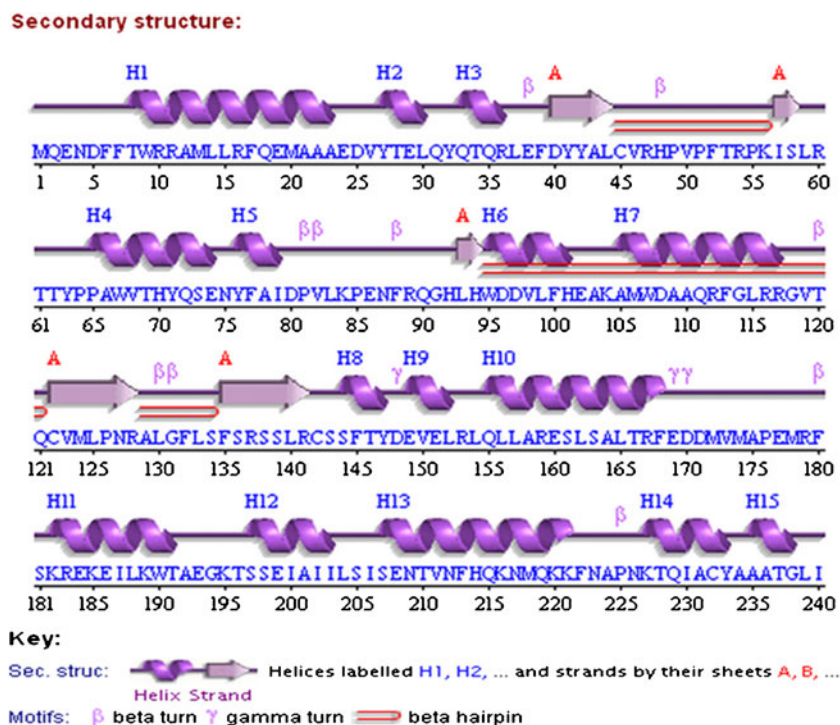 Secondary structure:
H1 H2 H3 β A β A
MQENDFFTWRRAMLLRFQEMAAAEDVYTELQYQTQRLEFDYYALCVRHPVPFTRPKISLR
1 5 10 15 20 25 30 35 40 45 50 55 60
H4 H5 ββ β A H6 H7 β
TTYPPAWVTHYQSENYFAIDPVLKPENFRQGHLHWDDVLFHEAKAMWDAAQRFGLRRGVT
61 65 70 75 80 85 90 95 100 105 110 115 120
A ββ A H8 γ H9 H10 γγ β
QCVMLPNRALGFLSFSRSSLRCSSFTYDEVELRLQLLARESLSALTRFEDDMVMAPEMRF
121 125 130 135 140 145 150 155 160 165 170 175 180
H11 H12 H13 β H14 H15
SKREKEILKWTAEGKTSSEIAIILSISENTVNFHQKNMQKKFNAPNKTQIACYAAATGLI
181 185 190 195 200 205 210 215 220 225 230 235 240
Key:
Sec. struc: Helices labelled H1, H2, ... and strands by their sheets A, B, ...
Helix Strand
Motifs: β beta turn γ gamma turn beta hairpin